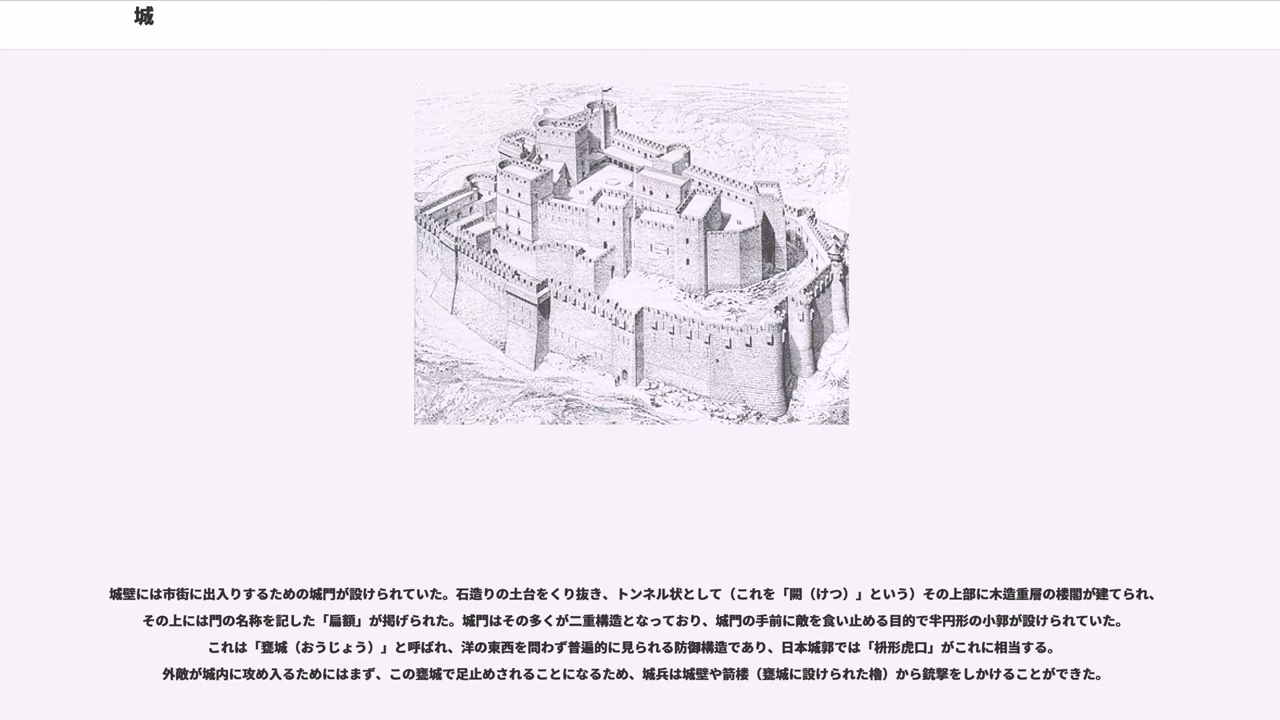 城
城壁には市街に出入りするための城門が設けられていた。石造りの土台をくり抜き、トンネル状として（これを「闕（けつ）」という）その上部に木造重層の楼閣が建てられ、
その上には門の名称を記した「扁額」が掲げられた。城門はその多くが二重構造となっており、城門の手前に敵を食い止める目的で半円形の小郭が設けられていた。
これは「甕城（おうじょう）」と呼ばれ、洋の東西を問わず普遍的に見られる防御構造であり、日本城郭では「枡形虎口」がこれに相当する。
外敵が城内に攻め入るためにはまず、この甕城で足止めされることになるため、城兵は城壁や箭楼（甕城に設けられた櫓）から銃撃をしかけることができた。